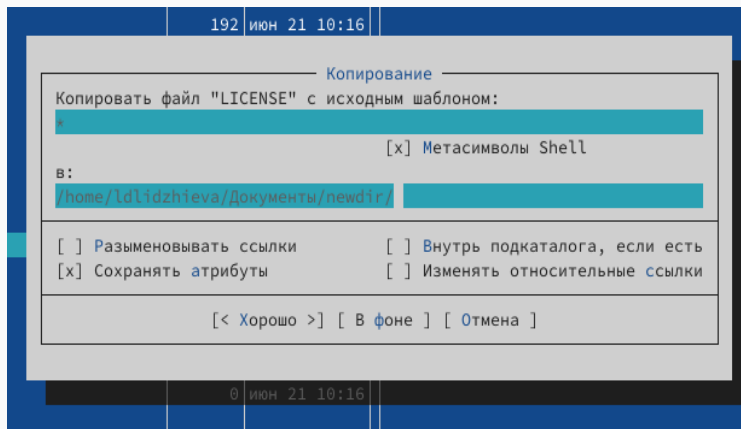 192 июн 21 10:16
Копирование
Копировать файл "LICENSE" с исходным шаблоном:
*
[x] Метасимволы Shell
в:
/home/ldlidzhieva/Документы/newdir/
[ ] Разыменовывать ссылки [ ] Внутрь подкаталога, если есть
[x] Сохранять атрибуты [ ] Изменять относительные ссылки
[< Хорошо >] [ В фоне ] [ Отмена ]
0 июн 21 10:16